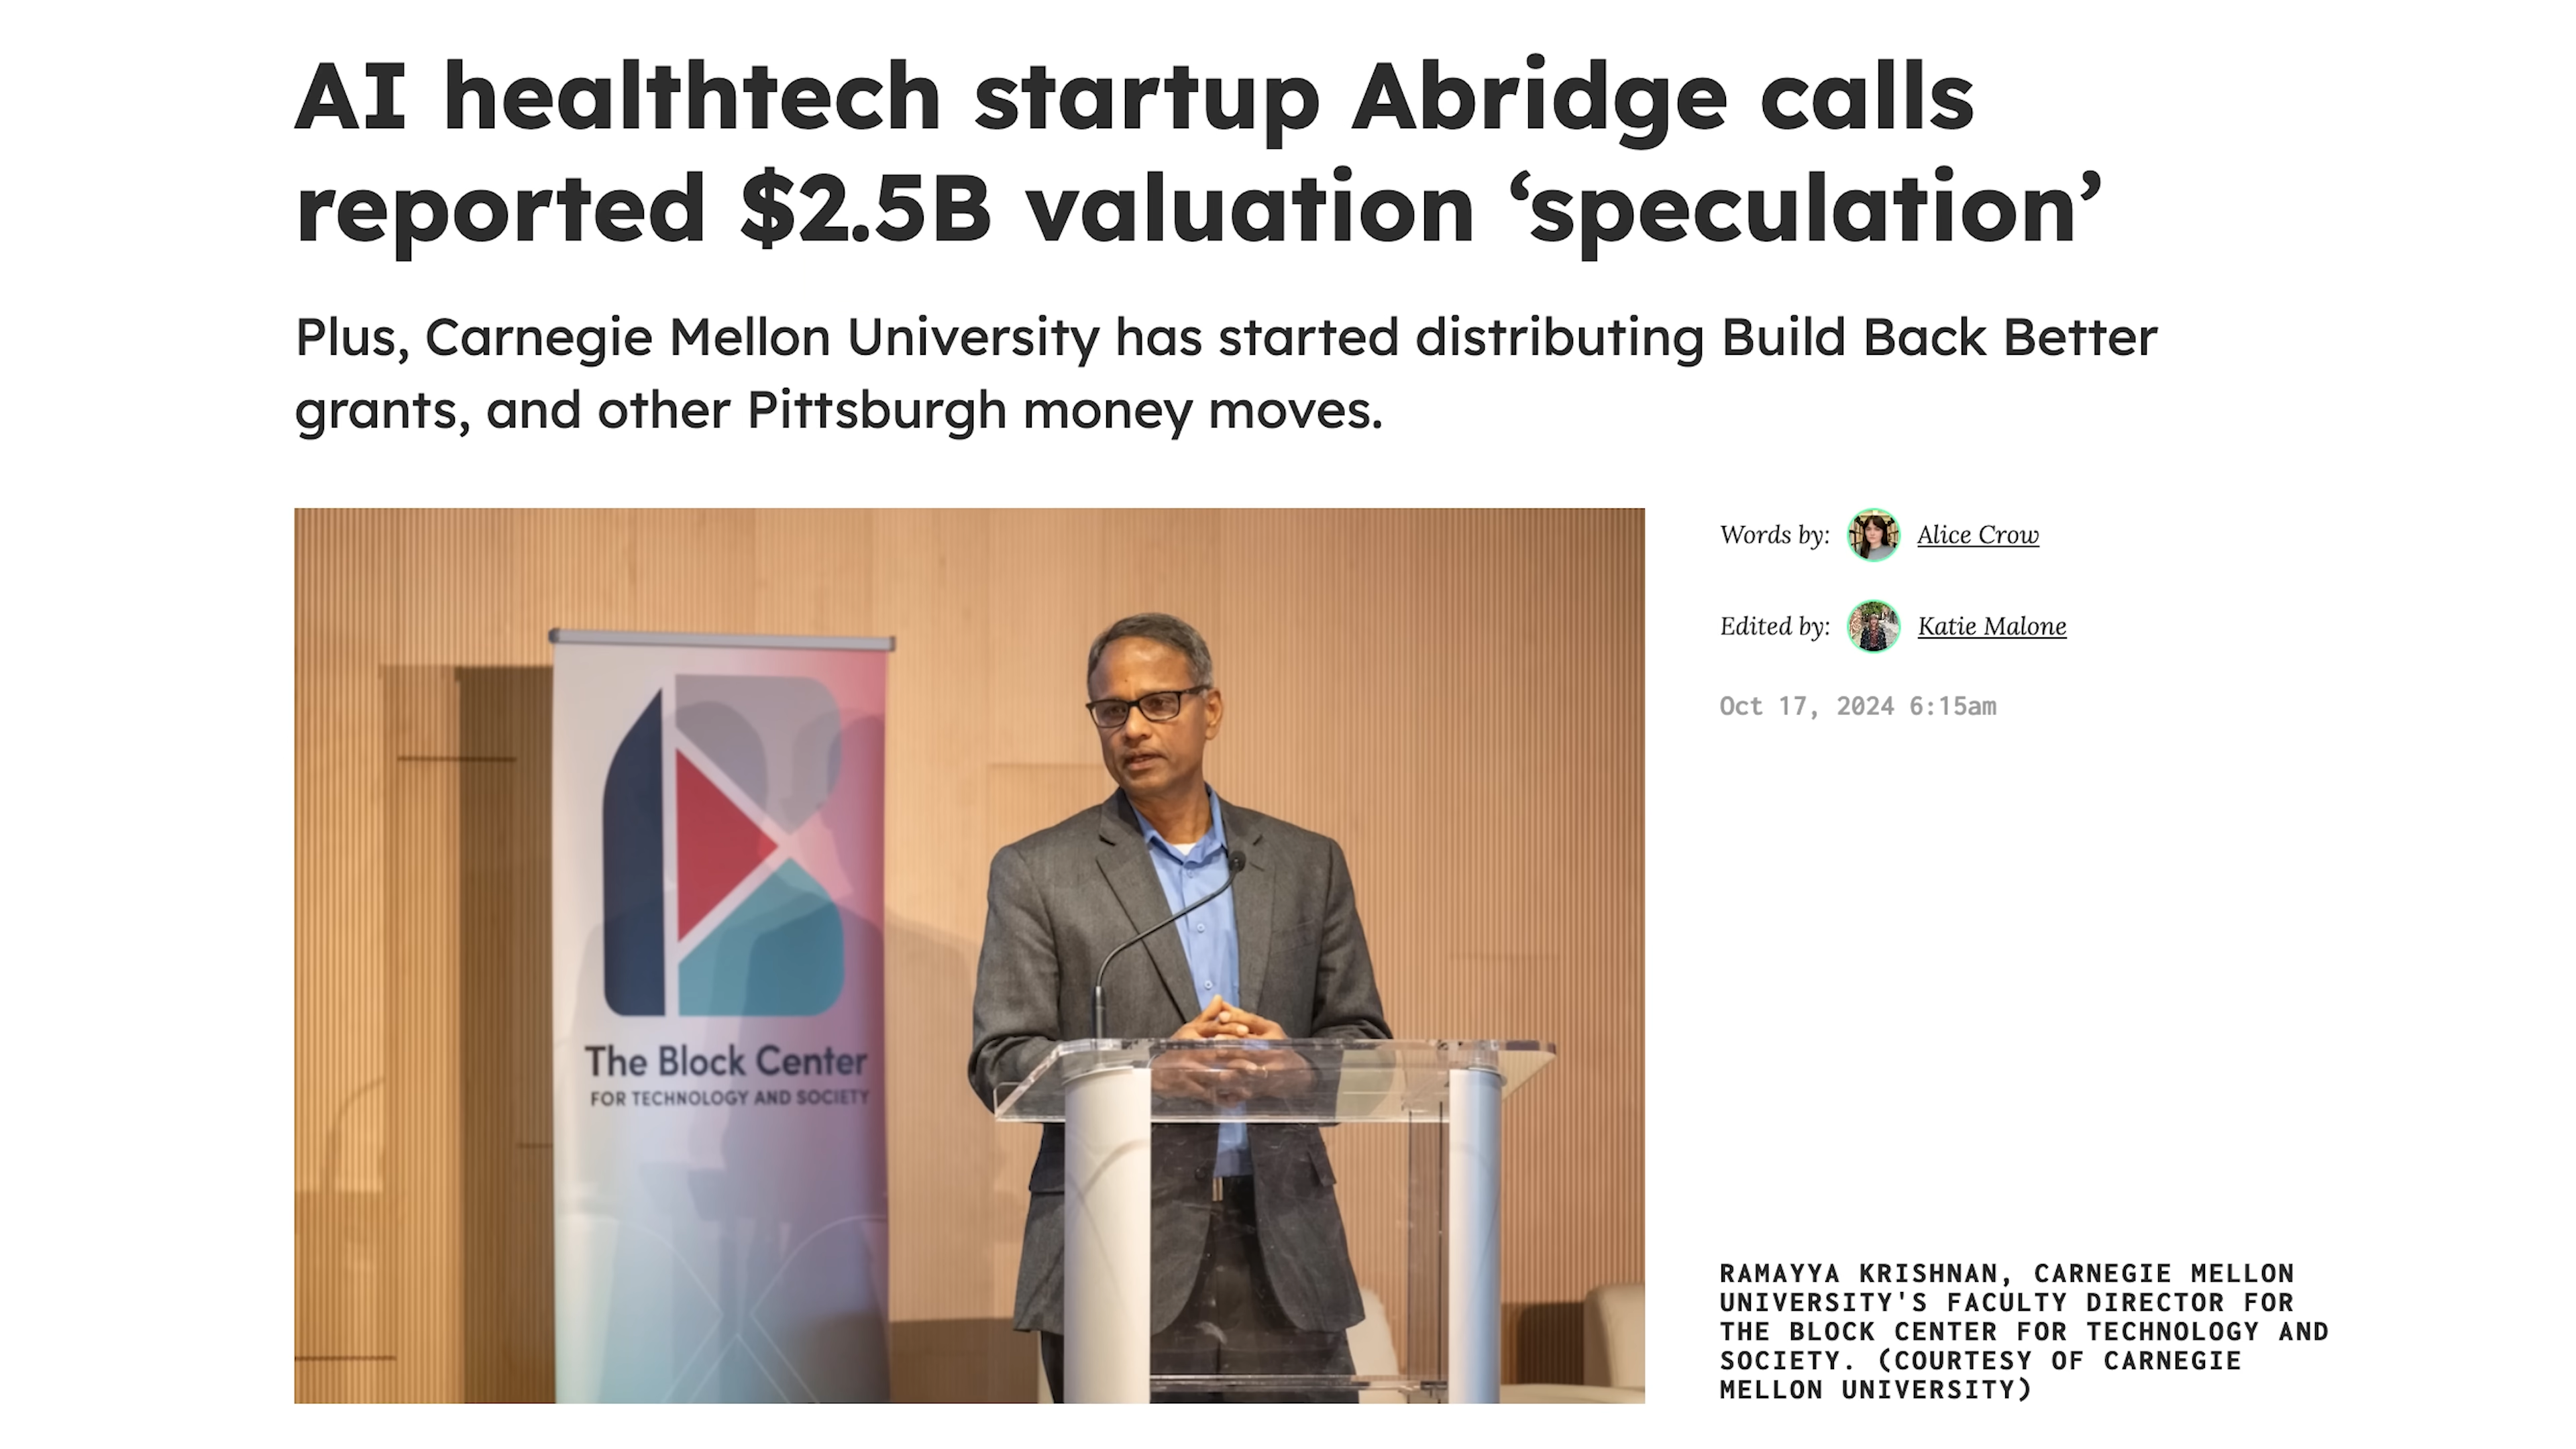 AI healthtech startup Abridge calls
reported $2.5B valuation ‘speculation’
Plus, Carnegie Mellon University has started distributing Build Back Better
grants, and other Pittsburgh money moves.
Words by: Alice Crow
Edited by: Katie Malone
Oct 17, 2024 6:15am
The Block Center
FOR TECHNOLOGY AND SOCIETY
RAMAYYA KRISHNAN, CARNEGIE MELLON
UNIVERSITY'S FACULTY DIRECTOR FOR
THE BLOCK CENTER FOR TECHNOLOGY AND
SOCIETY. (COURTESY OF CARNEGIE
MELLON UNIVERSITY)